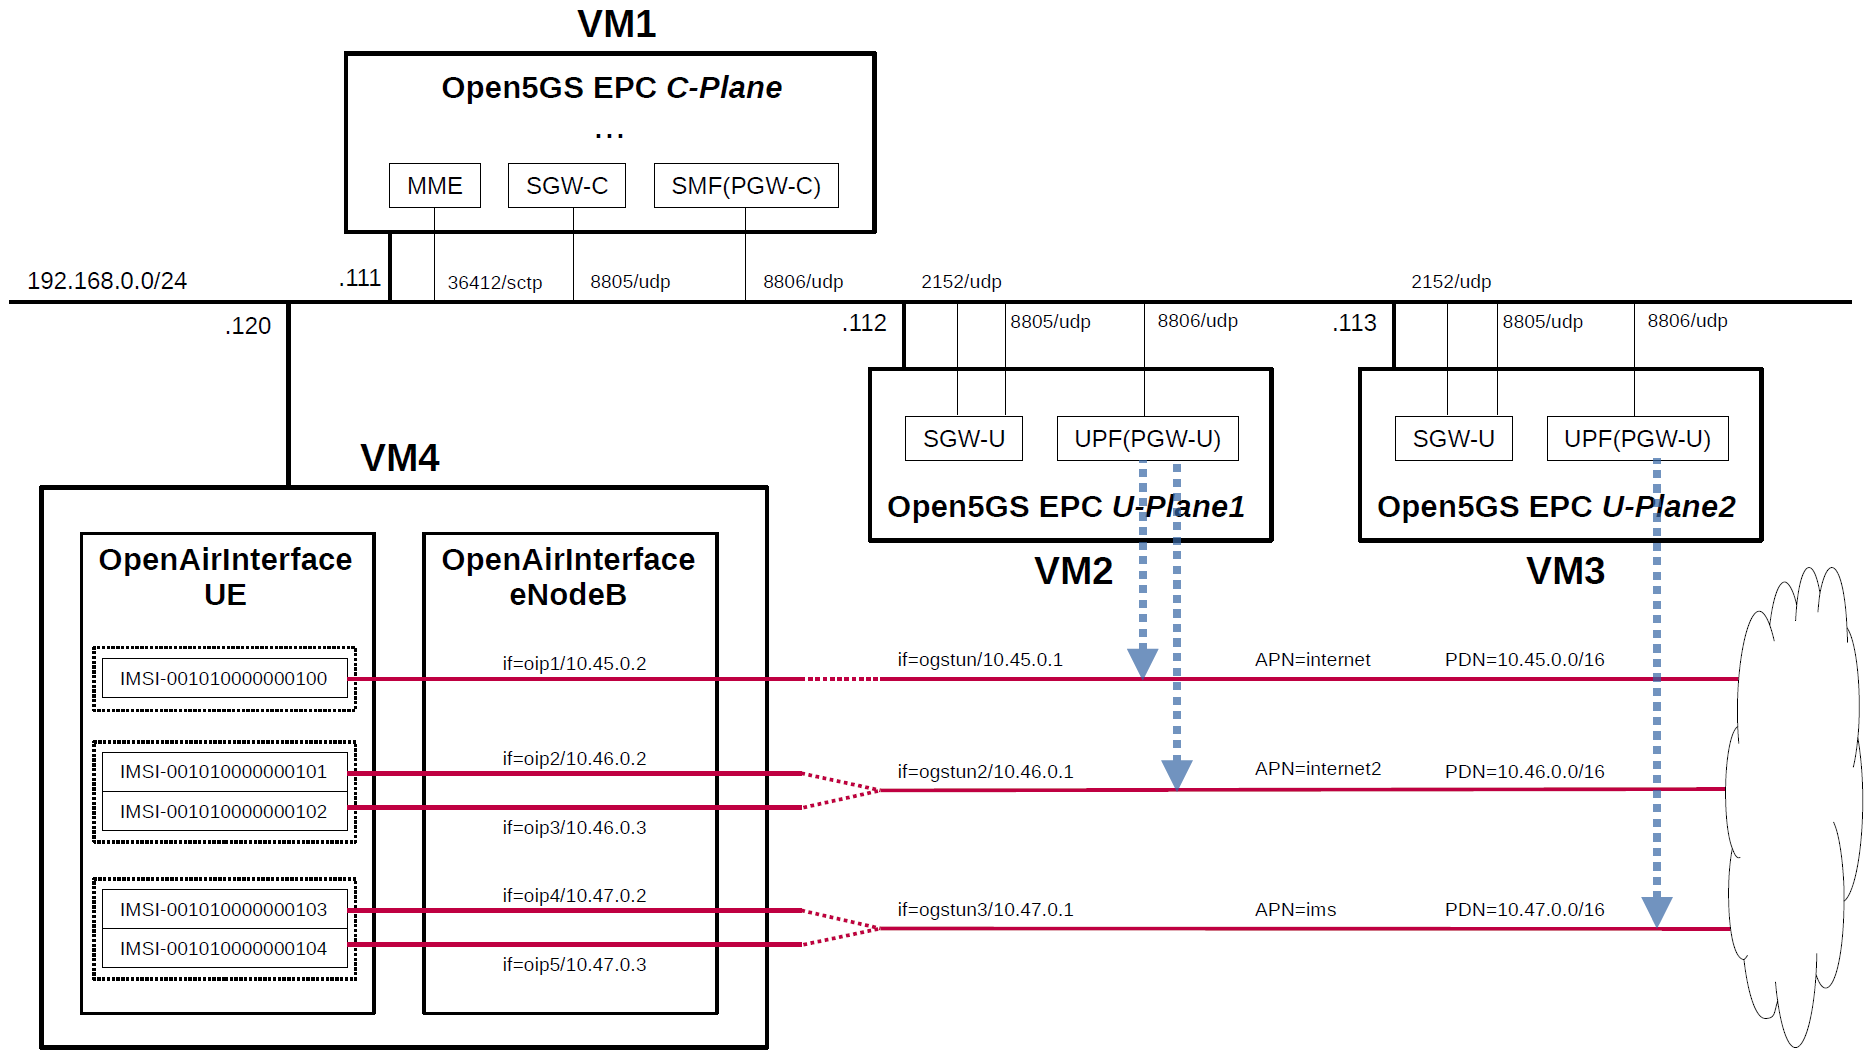 VM1
Open5GS EPC C-Plane
...
MME
SGW-C
SMF(PGW-C)
192.168.0.0/24
.111
36412/sctp
8805/udp
8806/udp
2152/udp
2152/udp
.120
.112
8805/udp
8806/udp
.113
8805/udp
8806/udp
SGW-U
UPF(PGW-U)
Open5GS EPC U-Plane1
VM2
SGW-U
UPF(PGW-U)
Open5GS EPC U-Plane2
VM3
VM4
OpenAirInterface
UE
OpenAirInterface
eNodeB
IMSI-001010000000100
if=oip1/10.45.0.2
if=ogstun/10.45.0.1
APN=internet
PDN=10.45.0.0/16
IMSI-001010000000101
if=oip2/10.46.0.2
IMSI-001010000000102
if=oip3/10.46.0.3
if=ogstun2/10.46.0.1
APN=internet2
PDN=10.46.0.0/16
IMSI-001010000000103
if=oip4/10.47.0.2
IMSI-001010000000104
if=oip5/10.47.0.3
if=ogstun3/10.47.0.1
APN=ims
PDN=10.47.0.0/16